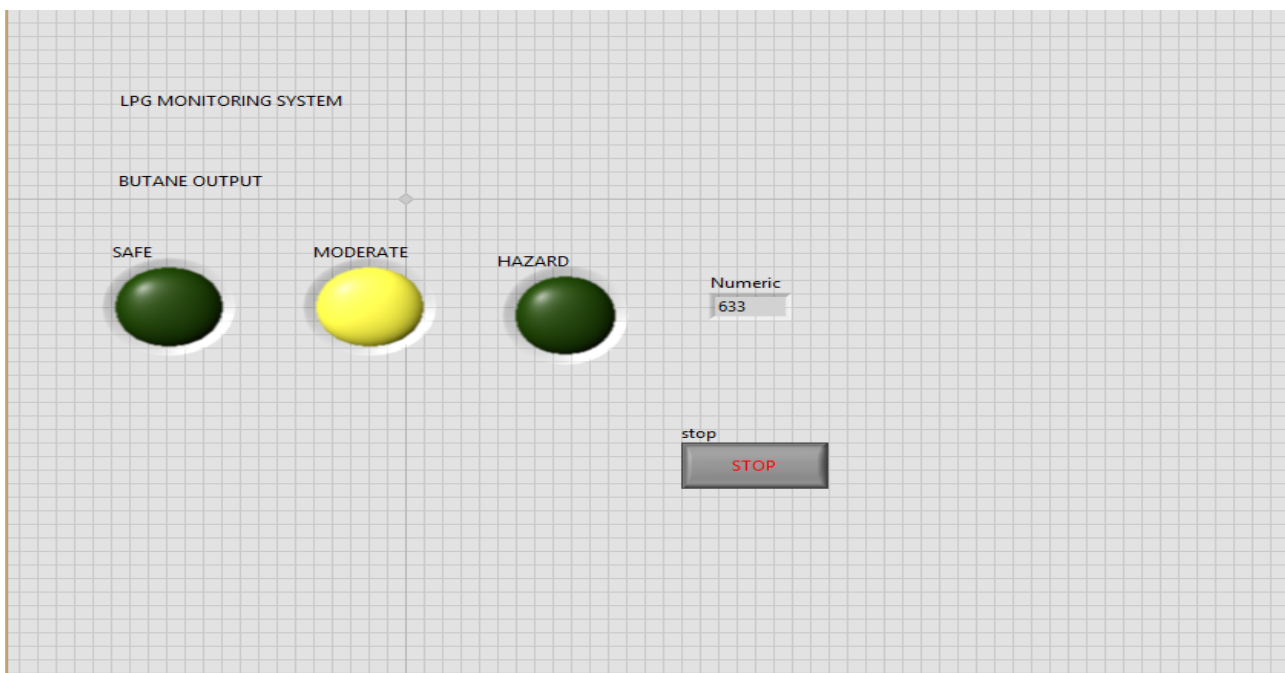 LPG MONITORING SYSTEM
BUTANE OUTPUT
SAFE
MODERATE
HAZARD
Numeric
633
stop
STOP